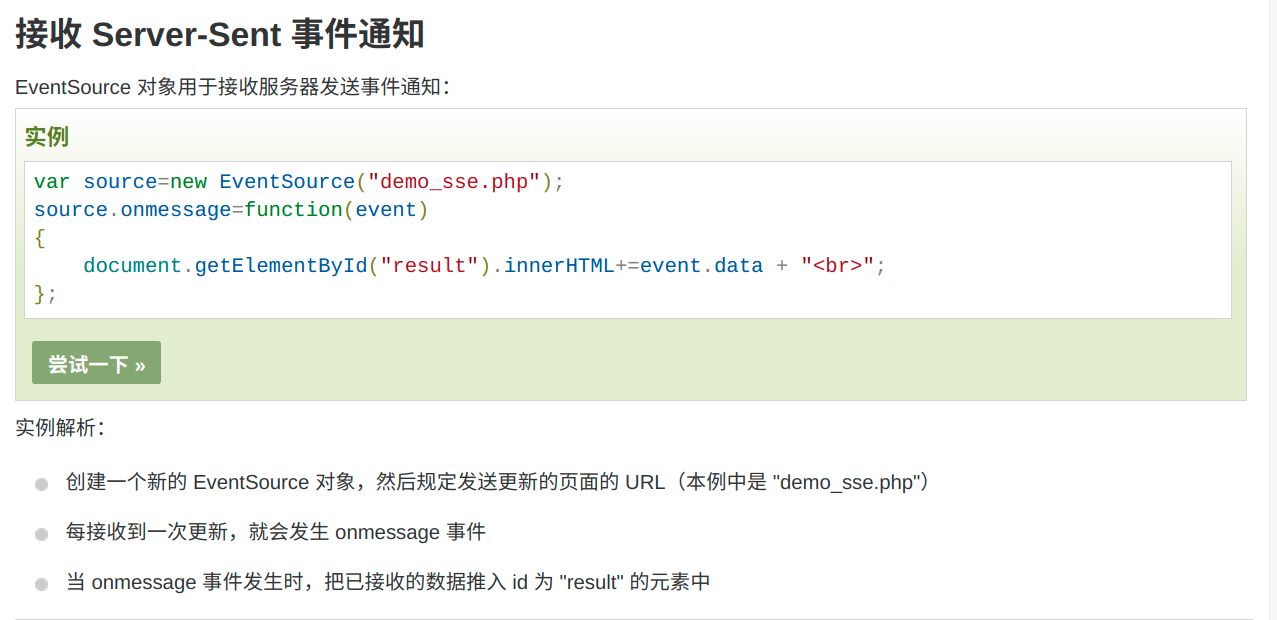 接收 Server-Sent 事件通知
EventSource 对象用于接收服务器发送事件通知：
实例
var source=new EventSource("demo_sse.php");
source.onmessage=function(event)
{
    document.getElementById("result").innerHTML+=event.data + "<br>";
};
尝试一下 »
实例解析：
创建一个新的 EventSource 对象，然后规定发送更新的页面的 URL（本例中是 "demo_sse.php"）
每接收到一次更新，就会发生 onmessage 事件
当 onmessage 事件发生时，把已接收的数据推入 id 为 "result" 的元素中